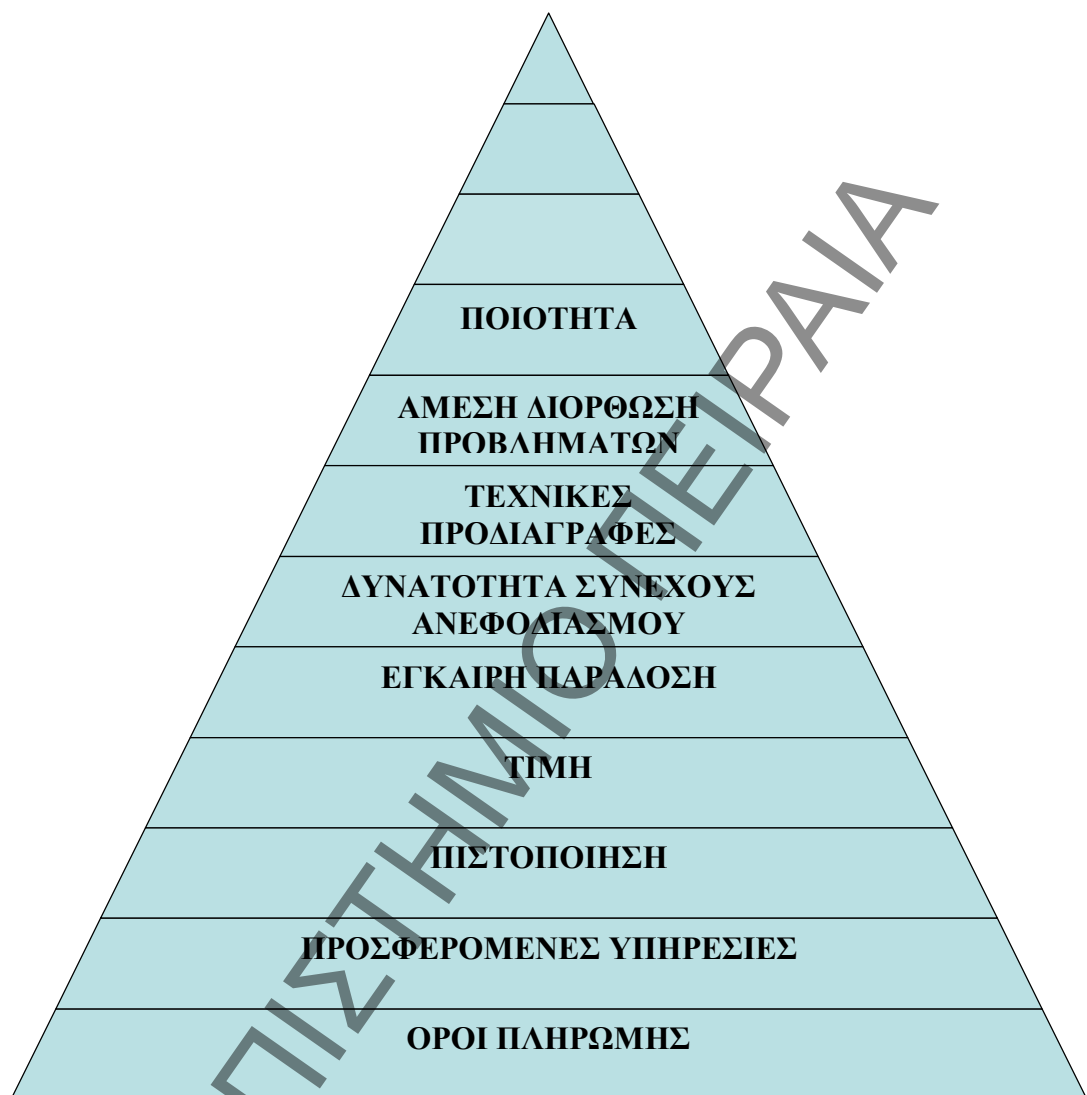 ΠΟΙΟΤΗΤΑ
ΑΜΕΣΗ ΔΙΟΡΘΩΣΗ
ΠΡΟΒΛΗΜΑΤΩΝ
ΤΕΧΝΙΚΕΣ
ΠΡΟΔΙΑΓΡΑΦΕΣ
ΔΥΝΑΤΟΤΗΤΑ ΣΥΝΕΧΟΥΣ
ΑΝΕΦΟΔΙΑΣΜΟΥ
ΕΓΚΑΙΡΗ ΠΑΡΑΔΟΣΗ
ΤΙΜΗ
ΠΙΣΤΟΠΟΙΗΣΗ
ΠΡΟΣΦΕΡΟΜΕΝΕΣ ΥΠΗΡΕΣΙΕΣ
ΟΡΟΙ ΠΛΗΡΩΜΗΣ
ΠΙΣΤΗΜΙΟ ΠΕΙΡΑΙΑ